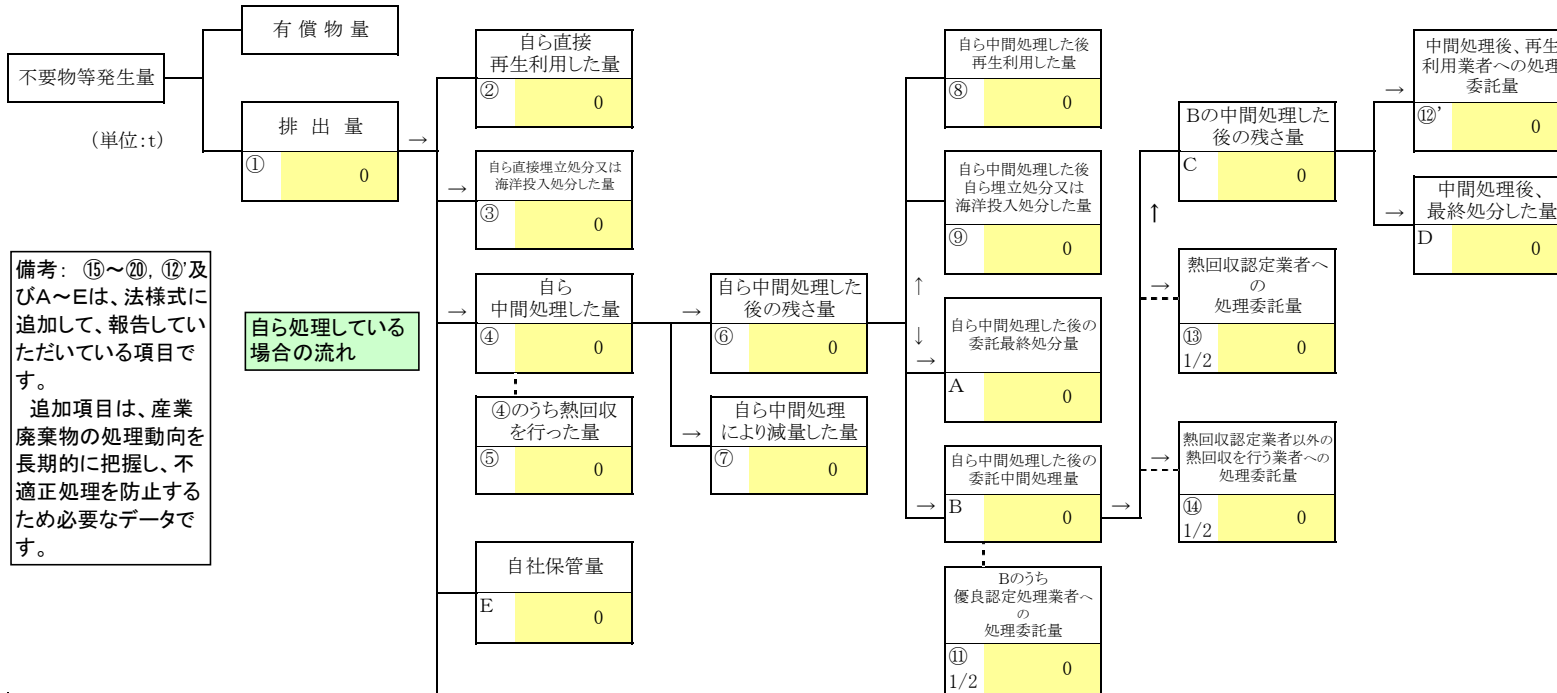 不要物等発生量
(単位:t)
有 償 物 量
排 出 量
①
0
→
備考: ⑮~⑳, ⑫'及
びA~Eは、法様式に
追加して、報告してい
ただいている項目で
す。
追加項目は、産業
廃棄物の処理動向を
長期的に把握し、不
適正処理を防止する
ため必要なデータで
す。
自ら処理している
場合の流れ
自ら直接
再生利用した量
②
0
→
自ら直接埋立処分又は
海洋投入処分した量
③
0
→
自ら
中間処理した量
④
0
④のうち熱回収
を行った量
⑤
0
自社保管量
E
0
→
自ら中間処理した
後の残さ量
⑥
0
→
自ら中間処理
により減量した量
⑦
0
自ら中間処理した後
再生利用した量
⑧
0
自ら中間処理した後
自ら埋立処分又は
海洋投入処分した量
⑨
0
↑
↓
→
自ら中間処理した後の
委託最終処分量
A
0
→
自ら中間処理した後の
委託中間処理量
B
0
→
Bのうち
優良認定処理業者へ
の
処理委託量
⑪
1/2
0
↑
Bの中間処理した
後の残さ量
C
0
→
熱回収認定業者へ
の
処理委託量
⑬
1/2
0
→
熱回収認定業者以外の
熱回収を行う業者への
処理委託量
⑭
1/2
0
→
中間処理後、再生
利用業者への処理
委託量
⑫'
0
→
中間処理後、
最終処分した量
D
0